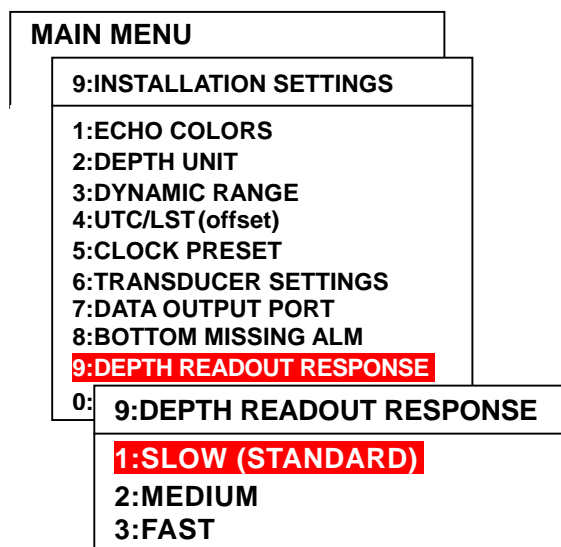 MAIN MENU
9:INSTALLATION SETTINGS
1:ECHO COLORS
2:DEPTH UNIT
3:DYNAMIC RANGE
4:UTC/LST (offset)
5:CLOCK PRESET
6:TRANSDUCER SETTINGS
7:DATA OUTPUT PORT
8:BOTTOM MISSING ALM
9:DEPTH READOUT RESPONSE
0:
9:DEPTH READOUT RESPONSE
1:SLOW (STANDARD)
2:MEDIUM
3:FAST